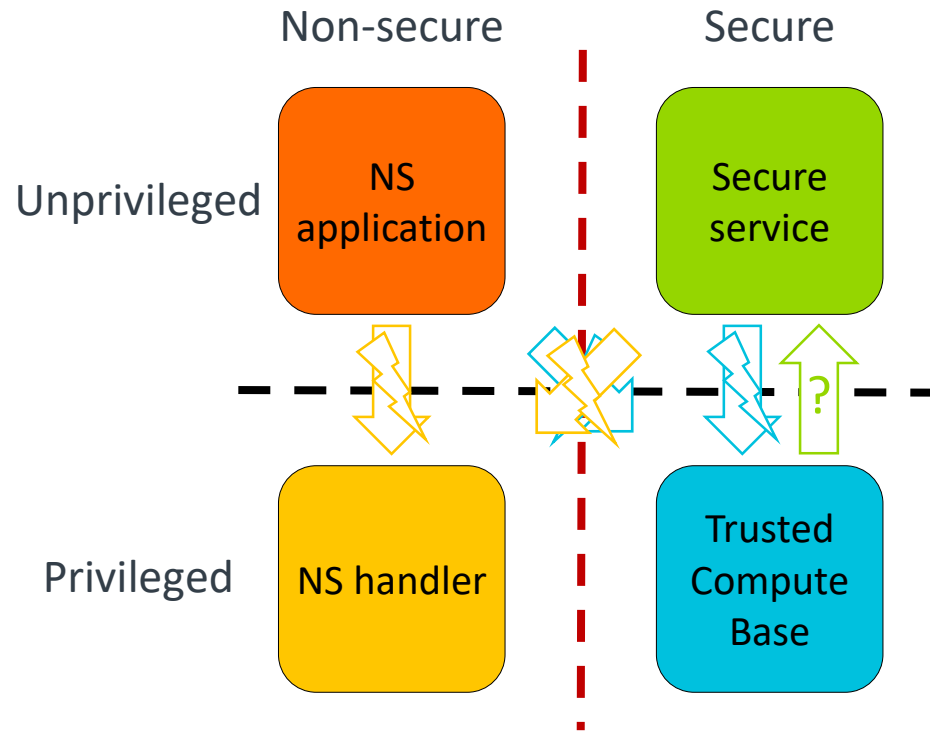 Non-secure
Secure
Unprivileged
NS
application
Secure
service
?
Privileged
NS handler
Trusted
Compute
Base